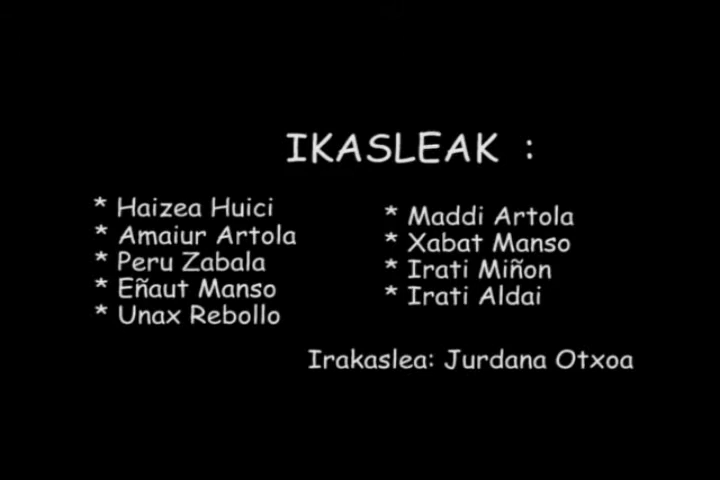 IKASLEAK :
* Haizea Huici
* Amaiur Artola
* Peru Zabala
* Eñaut Manso
* Unax Rebollo
* Maddi Artola
* Xabat Manso
* Irati Miñon
* Irati Aldai
Irakaslea: Jurdana Otxoa